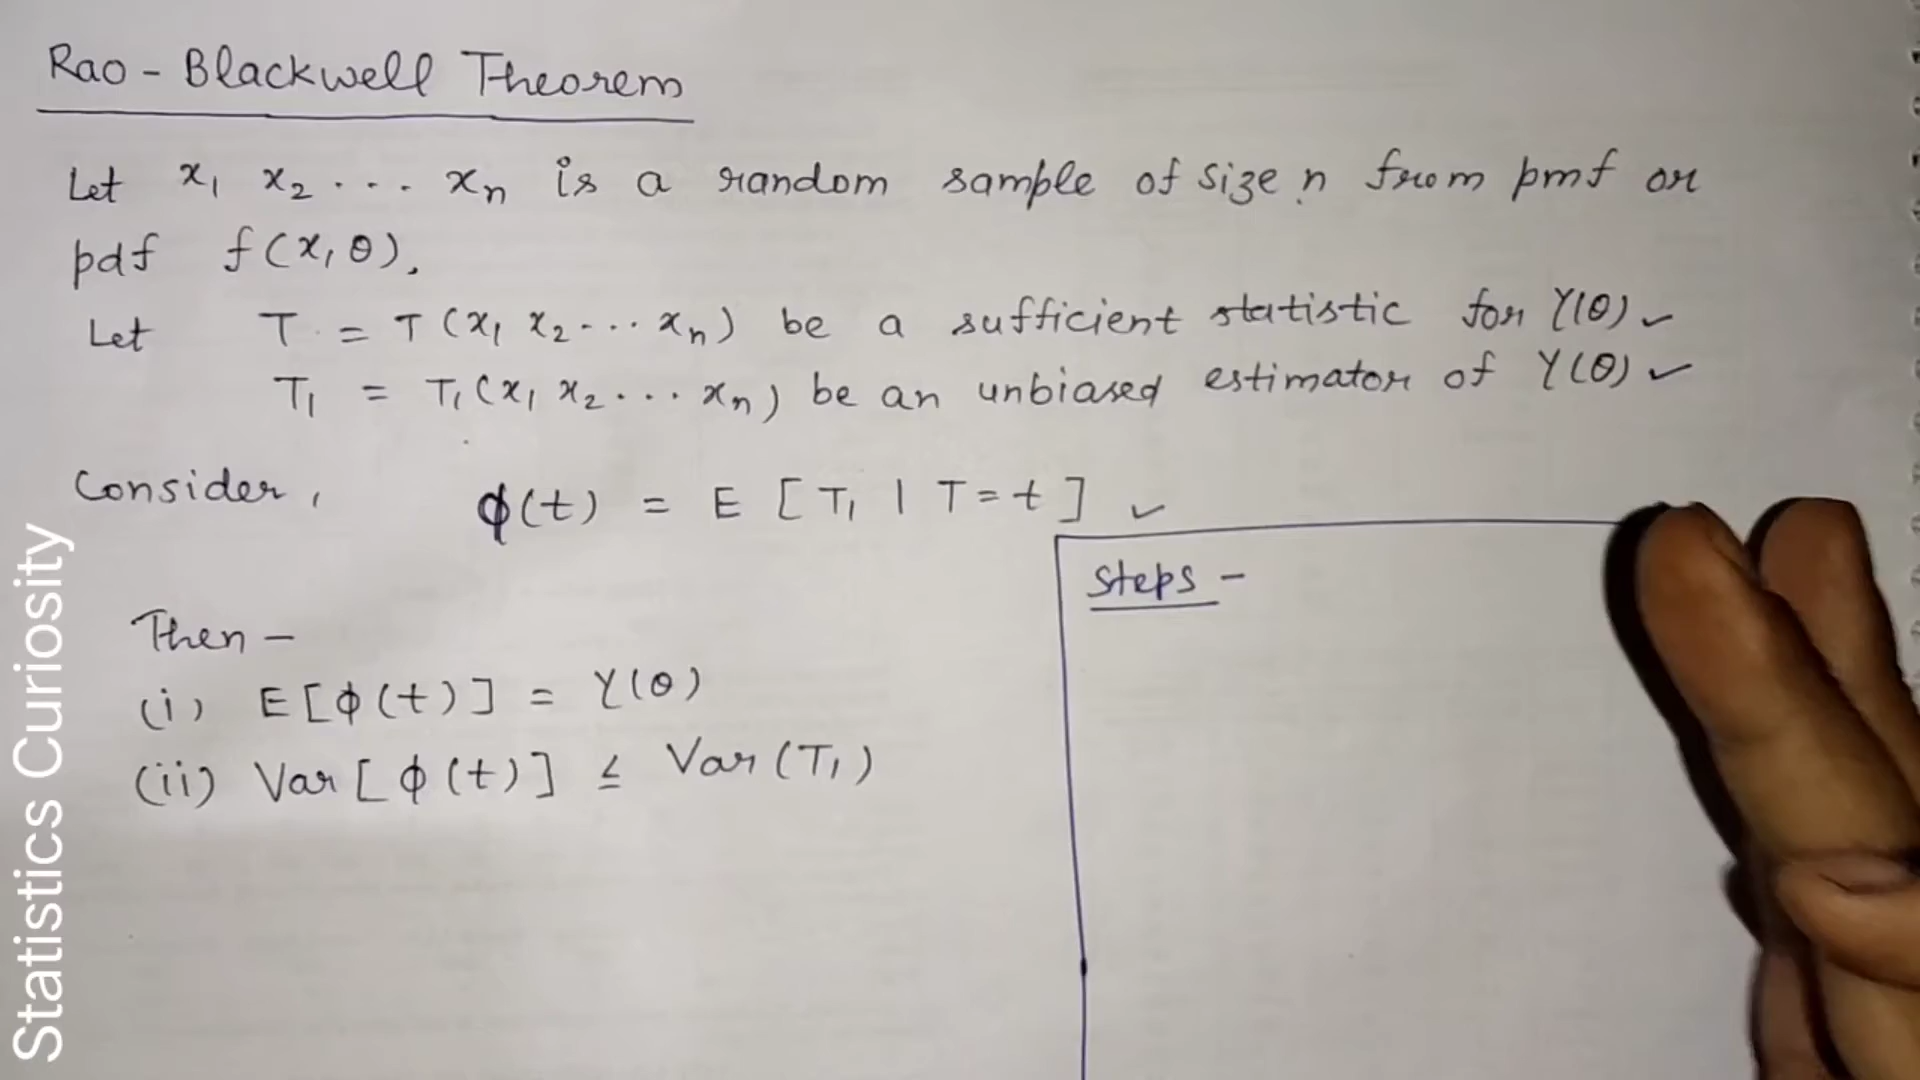 Rao - Blackwell Theorem
Let x₁ x₂ ... xₙ is a random sample of size n from pmf or
pdf f(x, θ).
Let T = T(x₁ x₂ ... xₙ) be a sufficient statistic for γ(θ) ✓
T₁ = T₁(x₁ x₂ ... xₙ) be an unbiased estimator of γ(θ) ✓
Consider, ϕ(t) = E [T₁ | T = t] ✓
Steps -
Then -
(i) E[ϕ(t)] = γ(θ)
(ii) Var[ϕ(t)] ≤ Var(T₁)
Statistics Curiosity